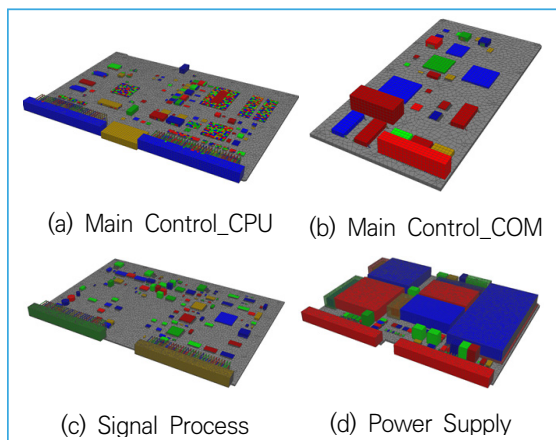 (a) Main Control_CPU
(b) Main Control_COM
(c) Signal Process
(d) Power Supply